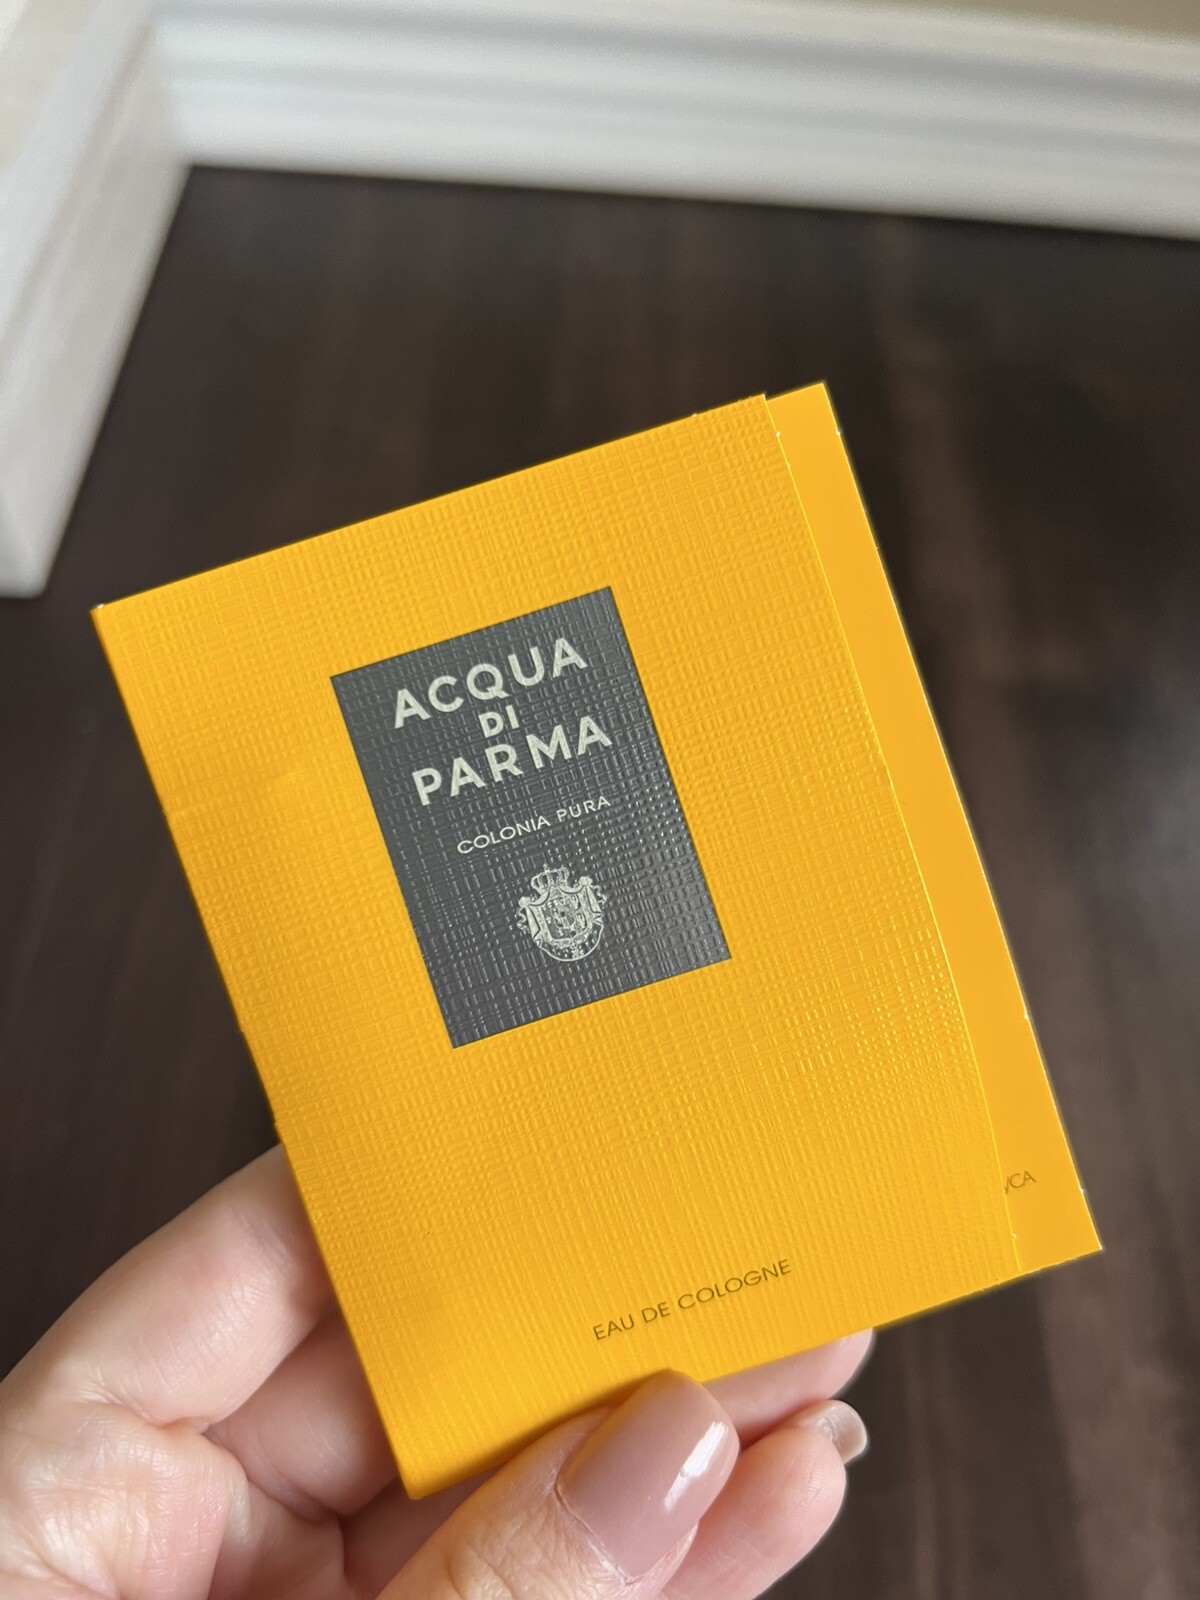 ACQUA
DI
PARMA
COLONIA PURA
EAU DE COLOGNE